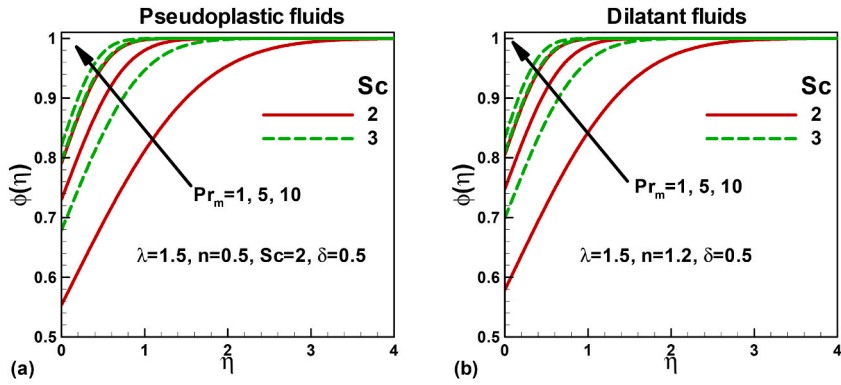 Pseudoplastic fluids
1
0.9
0.8
0.7
0.6
0.5
ϕ(η)
Sc
2
3
Prₘ=1, 5, 10
λ=1.5, n=0.5, Sc=2, δ=0.5
0 1 2 3 4
η
(a)
Dilatant fluids
1
0.9
0.8
0.7
0.6
0.5
ϕ(η)
Sc
2
3
Prₘ=1, 5, 10
λ=1.5, n=1.2, δ=0.5
0 1 2 3 4
η
(b)